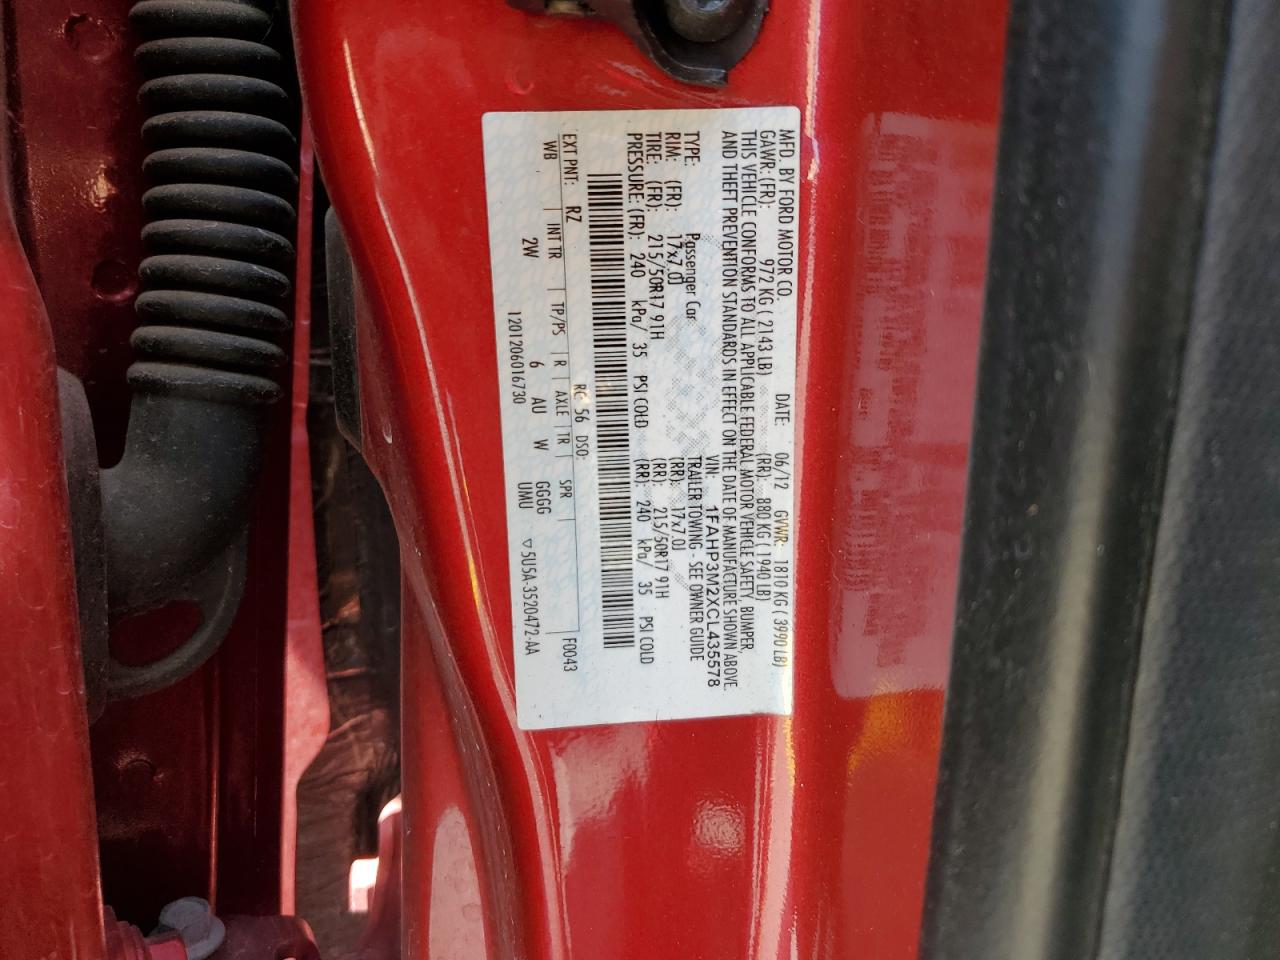 MFD. BY FORD MOTOR CO. DATE: 06/12 GVWR: 1810 KG ( 3990 LB)
GAWR: (FR): 972 KG ( 2143 LB) (RR): 880 KG ( 1940 LB)
THIS VEHICLE CONFORMS TO ALL APPLICABLE FEDERAL MOTOR VEHICLE SAFETY, BUMPER,
AND THEFT PREVENTION STANDARDS IN EFFECT ON THE DATE OF MANUFACTURE SHOWN ABOVE.
VIN: 1FAHP3M2XCL435578
TYPE: Passenger Car TRAILER TOWING - SEE OWNER GUIDE
RIM: (FR): 17x7.0J (RR): 17x7.0J
TIRE: (FR): 215/50R17 91H (RR): 215/50R17 91H
PRESSURE: (FR): 240 kPa/ 35 PSI COLD (RR): 240 kPa/ 35 PSI COLD
RC: 56 DSO:
EXT PNT: RZ F0043
WB INT TR TP/PS R AXLE TR SPR
2W 6 AU W GGGG
UMU ▽5U5A-3520472-AA
1201206016730